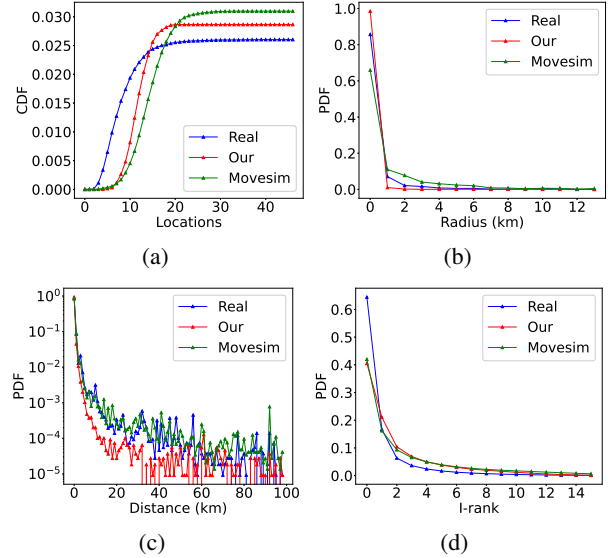 0.030
0.025
0.020
0.015
0.010
0.005
0.000
CDF
0 10 20 30 40
Locations
Real
Our
Movesim
(a)
1.0
0.8
0.6
0.4
0.2
0.0
PDF
0 2 4 6 8 10 12
Radius (km)
Real
Our
Movesim
(b)
10^0
10^-1
10^-2
10^-3
10^-4
10^-5
PDF
0 20 40 60 80 100
Distance (km)
Real
Our
Movesim
(c)
0.6
0.5
0.4
0.3
0.2
0.1
0.0
PDF
0 2 4 6 8 10 12 14
I-rank
Real
Our
Movesim
(d)